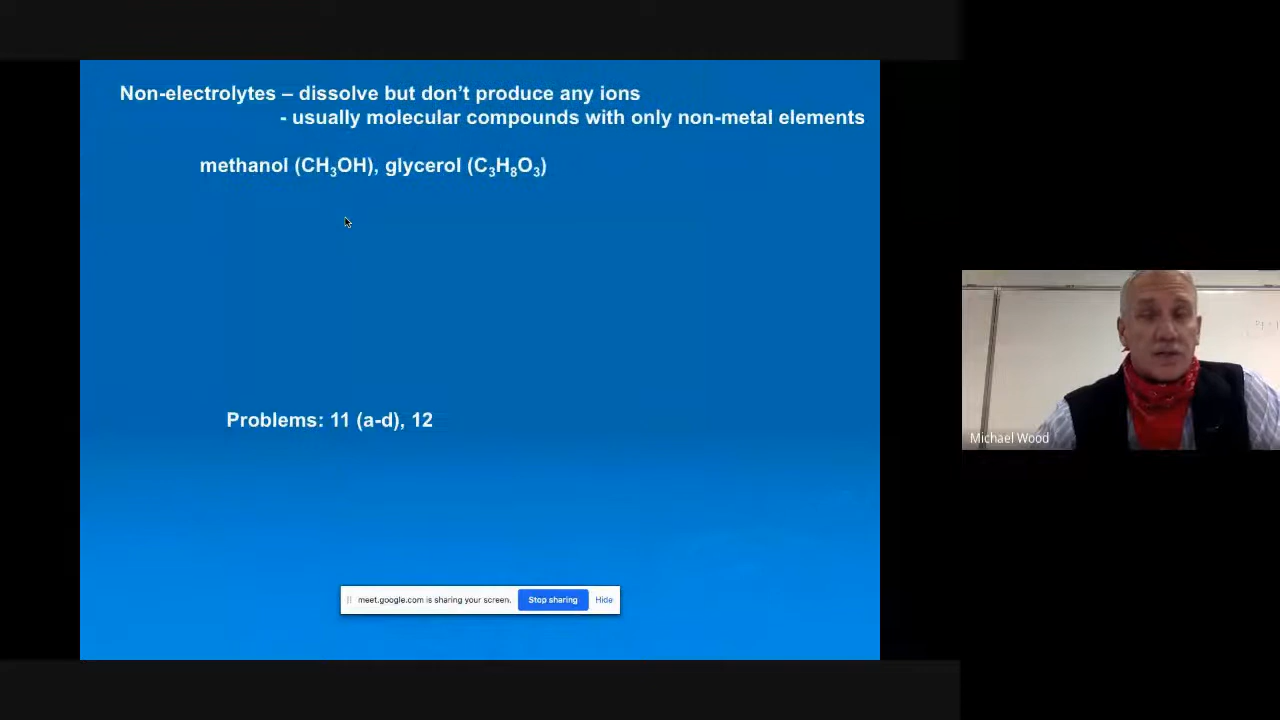 Non-electrolytes – dissolve but don’t produce any ions
- usually molecular compounds with only non-metal elements
methanol (CH₃OH), glycerol (C₃H₈O₃)
Problems: 11 (a-d), 12
meet.google.com is sharing your screen. Stop sharing Hide
Michael Wood